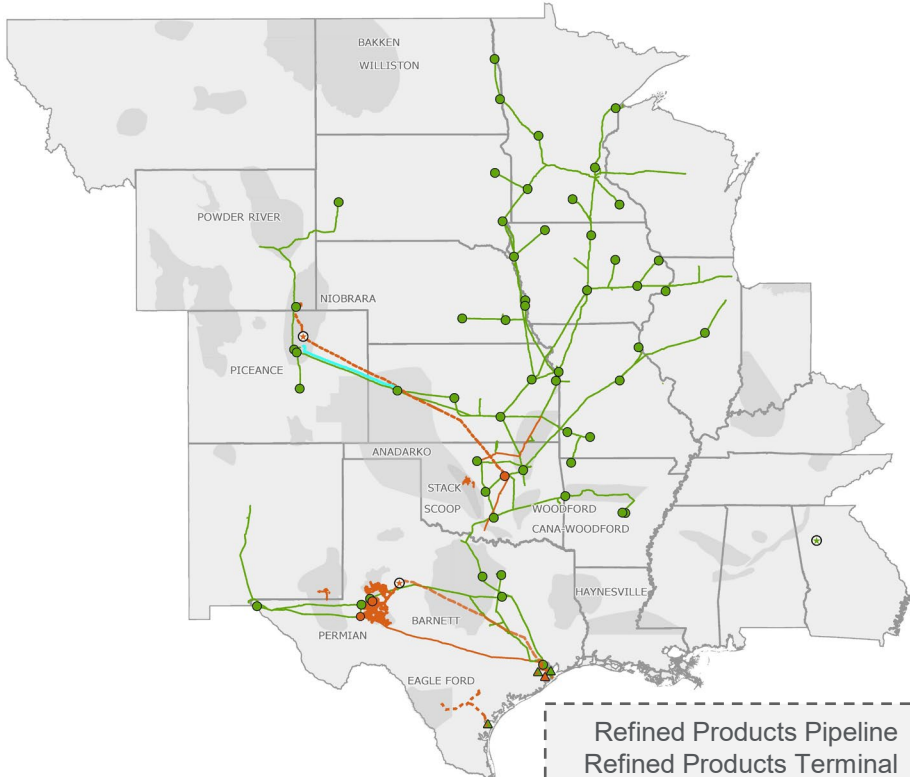 BAKKEN
WILLISTON
POWDER RIVER
NIOBRARA
PICEANCE
ANADARKO
STACK
SCOOP
WOODFORD
CANA-WOODFORD
HAYNESVILLE
BARNETT
PERMIAN
EAGLE FORD
Refined Products Pipeline
Refined Products Terminal